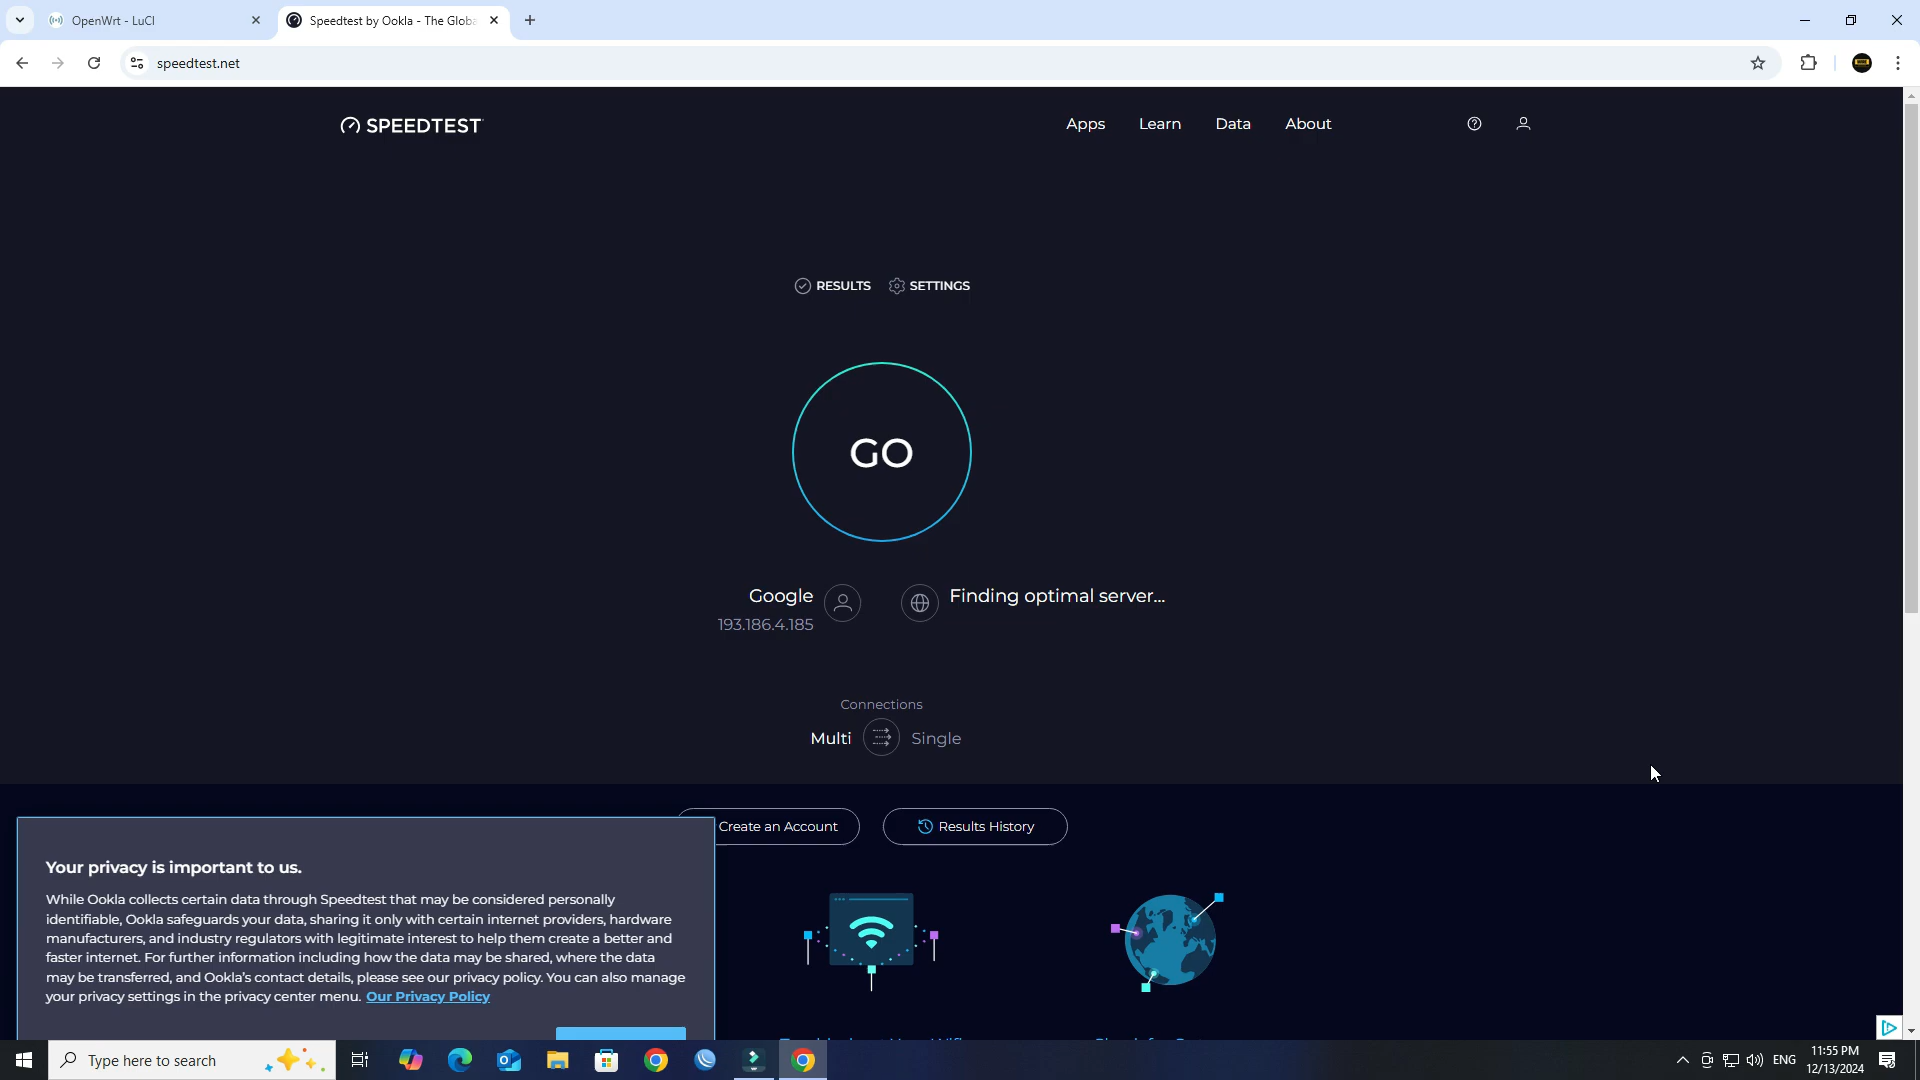 OpenWrt - LuCI
Speedtest by Ookla - The Globa
speedtest.net
SPEEDTEST
Apps
Learn
Data
About
RESULTS
SETTINGS
GO
Google
193.186.4.185
Finding optimal server...
Connections
Multi
Single
Create an Account
Results History
Your privacy is important to us.
While Ookla collects certain data through Speedtest that may be considered personally
identifiable, Ookla safeguards your data, sharing it only with certain internet providers, hardware
manufacturers, and industry regulators with legitimate interest to help them create a better and
faster internet. For further information including how the data may be shared, where the data
may be transferred, and Ookla's contact details, please see our privacy policy. You can also manage
your privacy settings in the privacy center menu. Our Privacy Policy
Type here to search
ENG
11:55 PM
12/13/2024